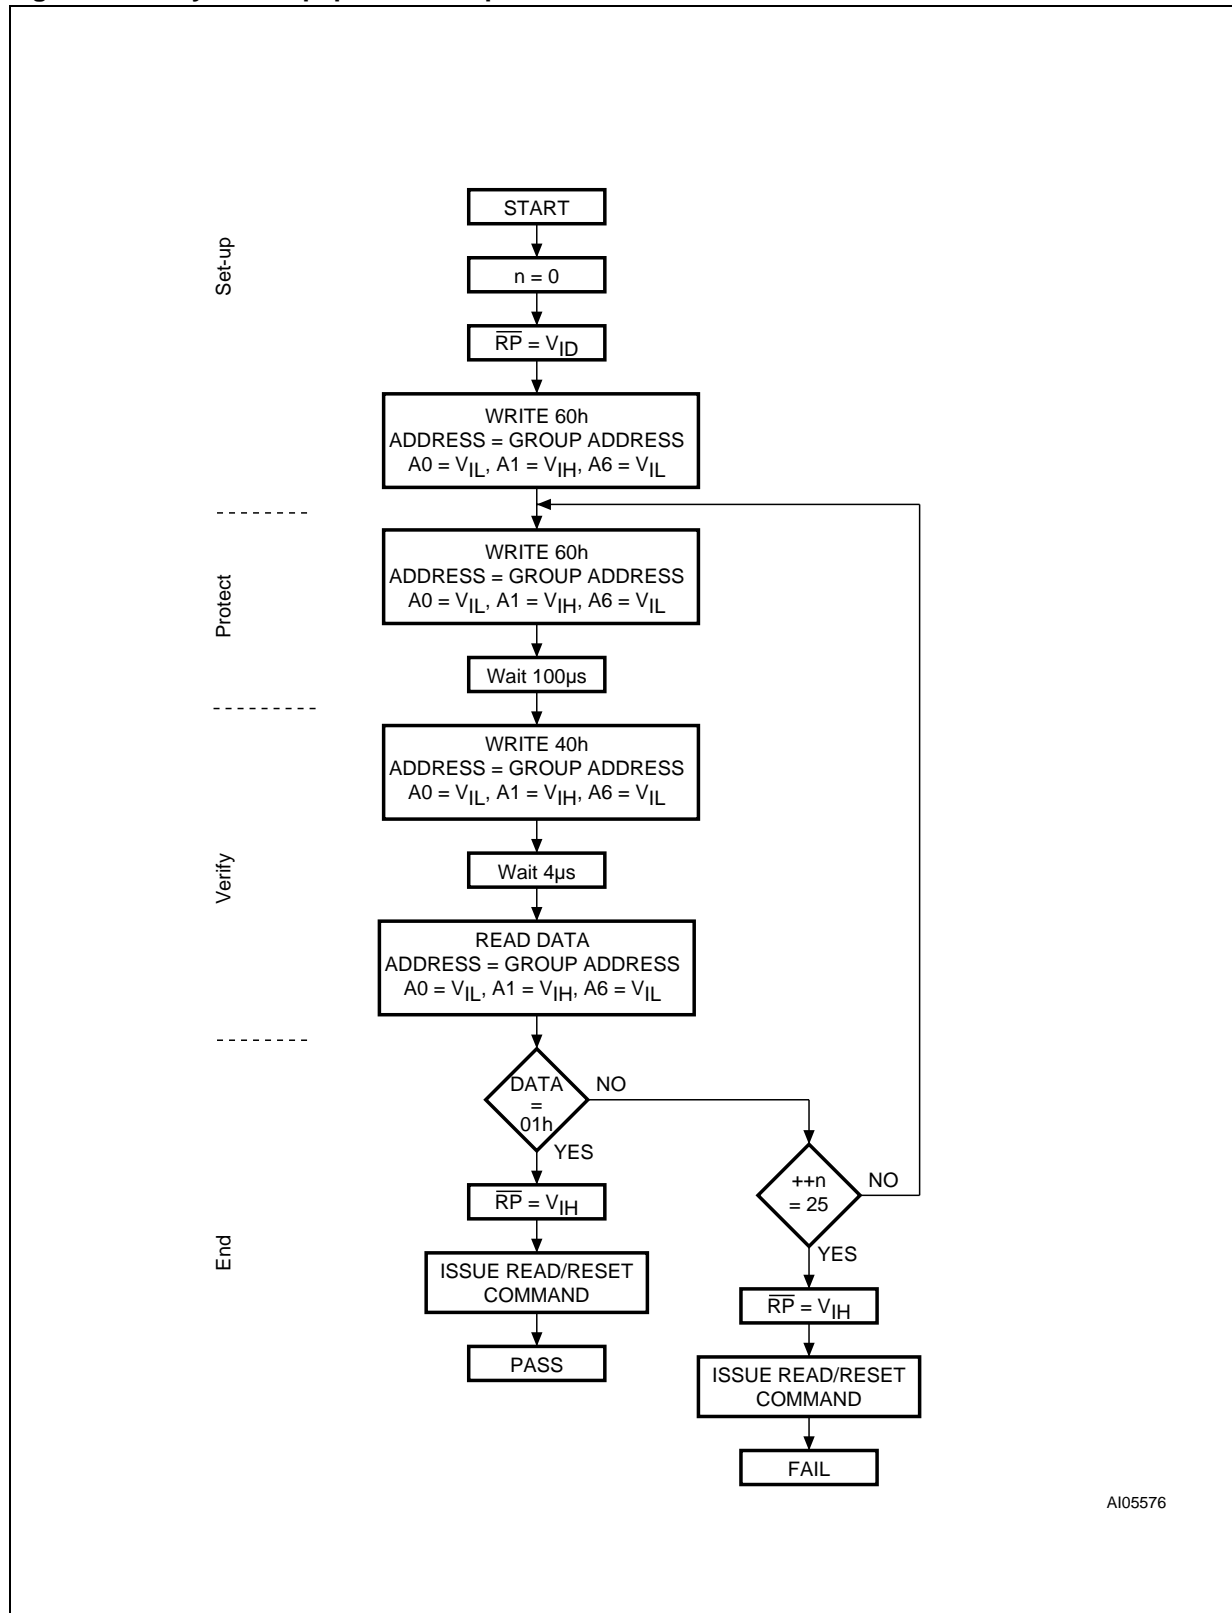 Set-up
START
n = 0
RP = VID
WRITE 60h
ADDRESS = GROUP ADDRESS
A0 = VIL, A1 = VIH, A6 = VIL
Protect
WRITE 60h
ADDRESS = GROUP ADDRESS
A0 = VIL, A1 = VIH, A6 = VIL
Wait 100µs
Verify
WRITE 40h
ADDRESS = GROUP ADDRESS
A0 = VIL, A1 = VIH, A6 = VIL
Wait 4µs
READ DATA
ADDRESS = GROUP ADDRESS
A0 = VIL, A1 = VIH, A6 = VIL
End
DATA
=
01h
NO
YES
++n
= 25
NO
YES
RP = VIH
ISSUE READ/RESET
COMMAND
PASS
RP = VIH
ISSUE READ/RESET
COMMAND
FAIL
AI05576